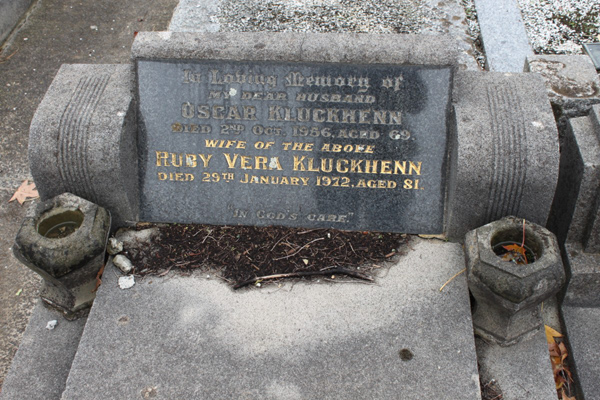 In Loving Memory of
MY DEAR HUSBAND
OSCAR KLUCKHENN
DIED 2ND OCT. 1956, AGED 69.
WIFE OF THE ABOVE
RUBY VERA KLUCKHENN
DIED 29TH JANUARY 1972, AGED 81.
"IN GOD'S CARE."